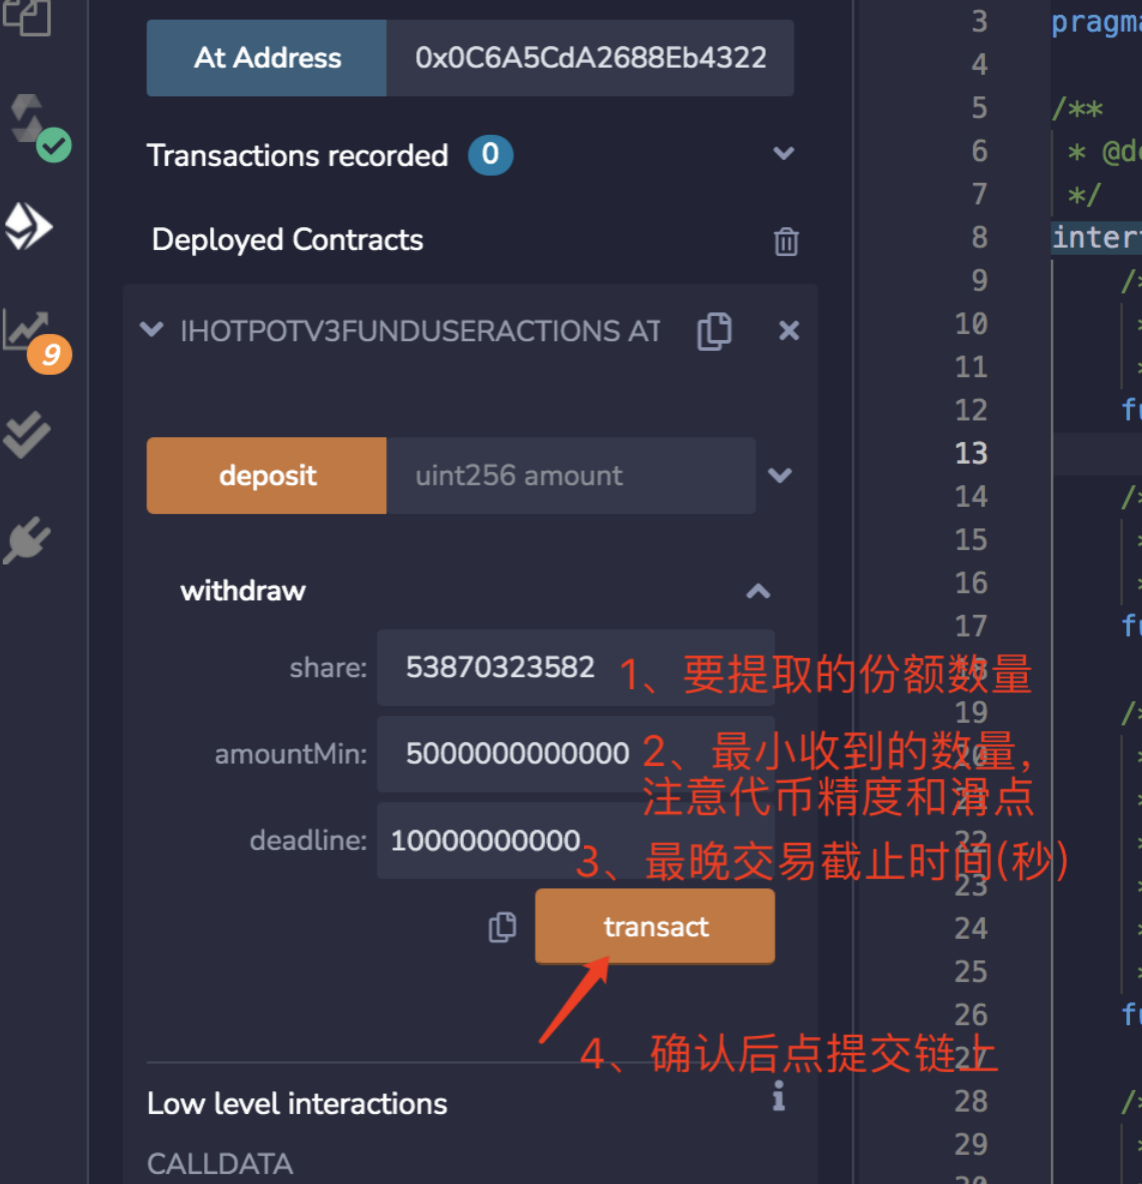 At Address 0x0C6A5CdA2688Eb4322
Transactions recorded 0
Deployed Contracts
IHOTPOTV3FUNDUSERACTIONS AT
9
deposit uint256 amount
withdraw
share: 53870323582
1、要提取的份额数量
amountMin: 5000000000000
2、最小收到的数量,
注意代币精度和滑点
deadline: 10000000000
3、最晚交易截止时间(秒)
transact
4、确认后点提交链上
Low level interactions i
CALLDATA
3 pragma
4
5 /**
6 * @de
7 */
8 interf
9 /*
10 *
11 *
12 fu
13
14 /*
15 *
16 *
17 fu
18
19 /*
20 *
21 *
22 *
23 *
24 *
25 *
26 fu
27
28 /*
29 *
30